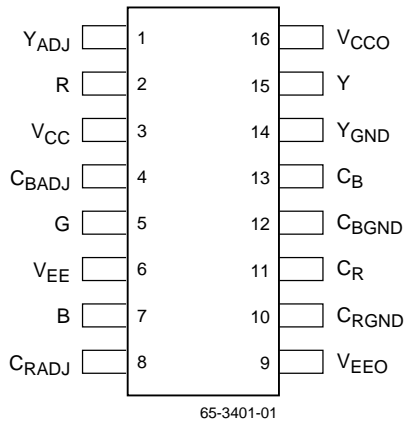 YADJ 1 16 VCCO
R 2 15 Y
VCC 3 14 YGND
CBADJ 4 13 CB
G 5 12 CBGND
VEE 6 11 CR
B 7 10 CRGND
CRADJ 8 9 VEEO
65-3401-01